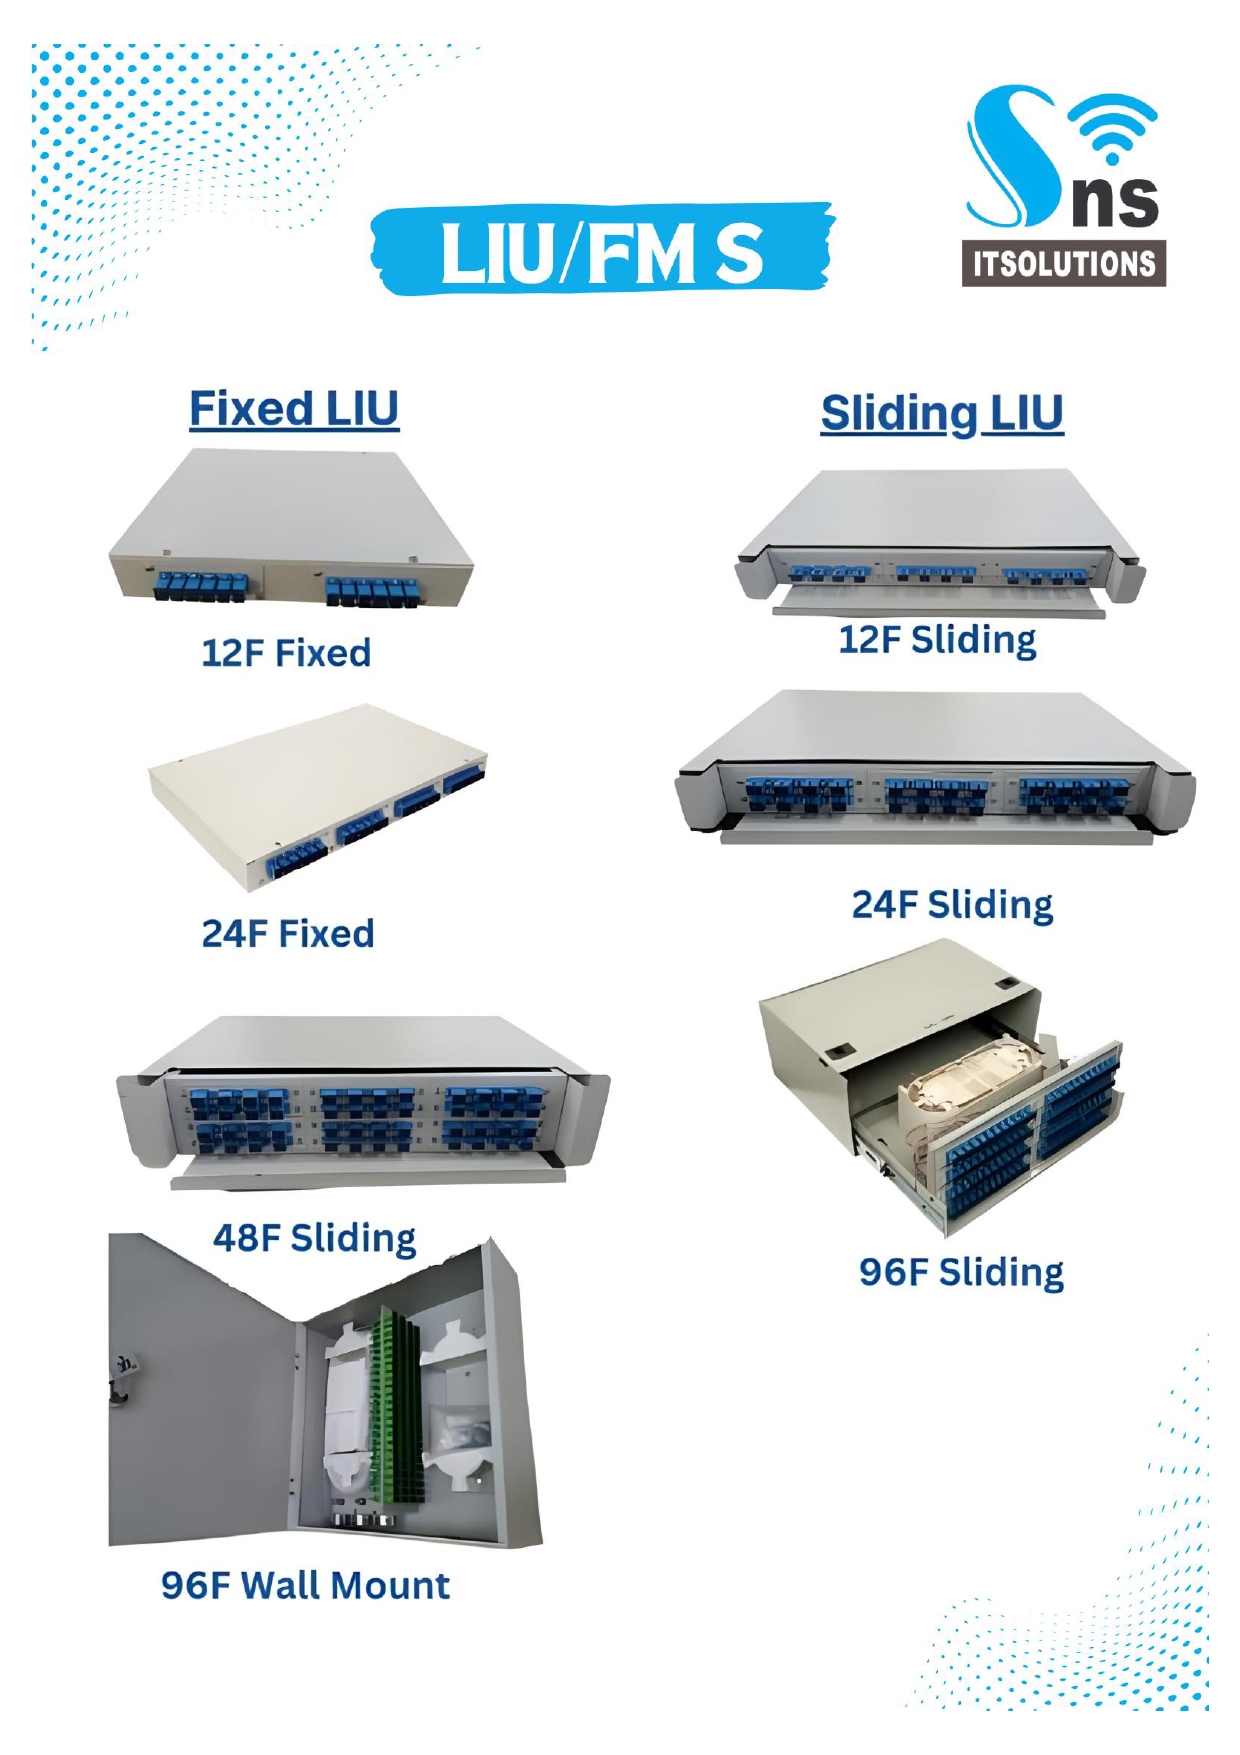 Sns
ITSOLUTIONS
LIU/FM S
Fixed LIU
12F Fixed
24F Fixed
48F Sliding
96F Wall Mount
Sliding LIU
12F Sliding
24F Sliding
96F Sliding